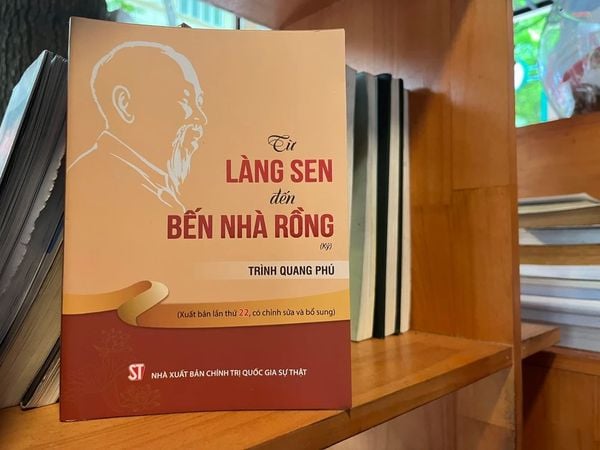 Từ
LÀNG SEN
đến
BẾN NHÀ RỒNG
(Ký)
TRÌNH QUANG PHÚ
(Xuất bản lần thứ 22, có chỉnh sửa và bổ sung)
ST NHÀ XUẤT BẢN CHÍNH TRỊ QUỐC GIA SỰ THẬT